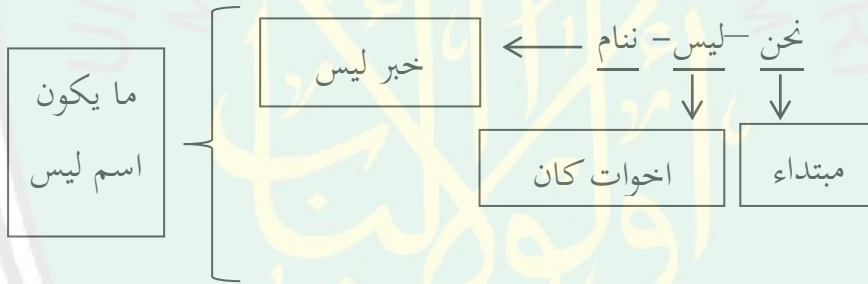 نحن – ليس – ننام
خبر ليس
مبتداء
اخوات كان
ما يكون
اسم ليس